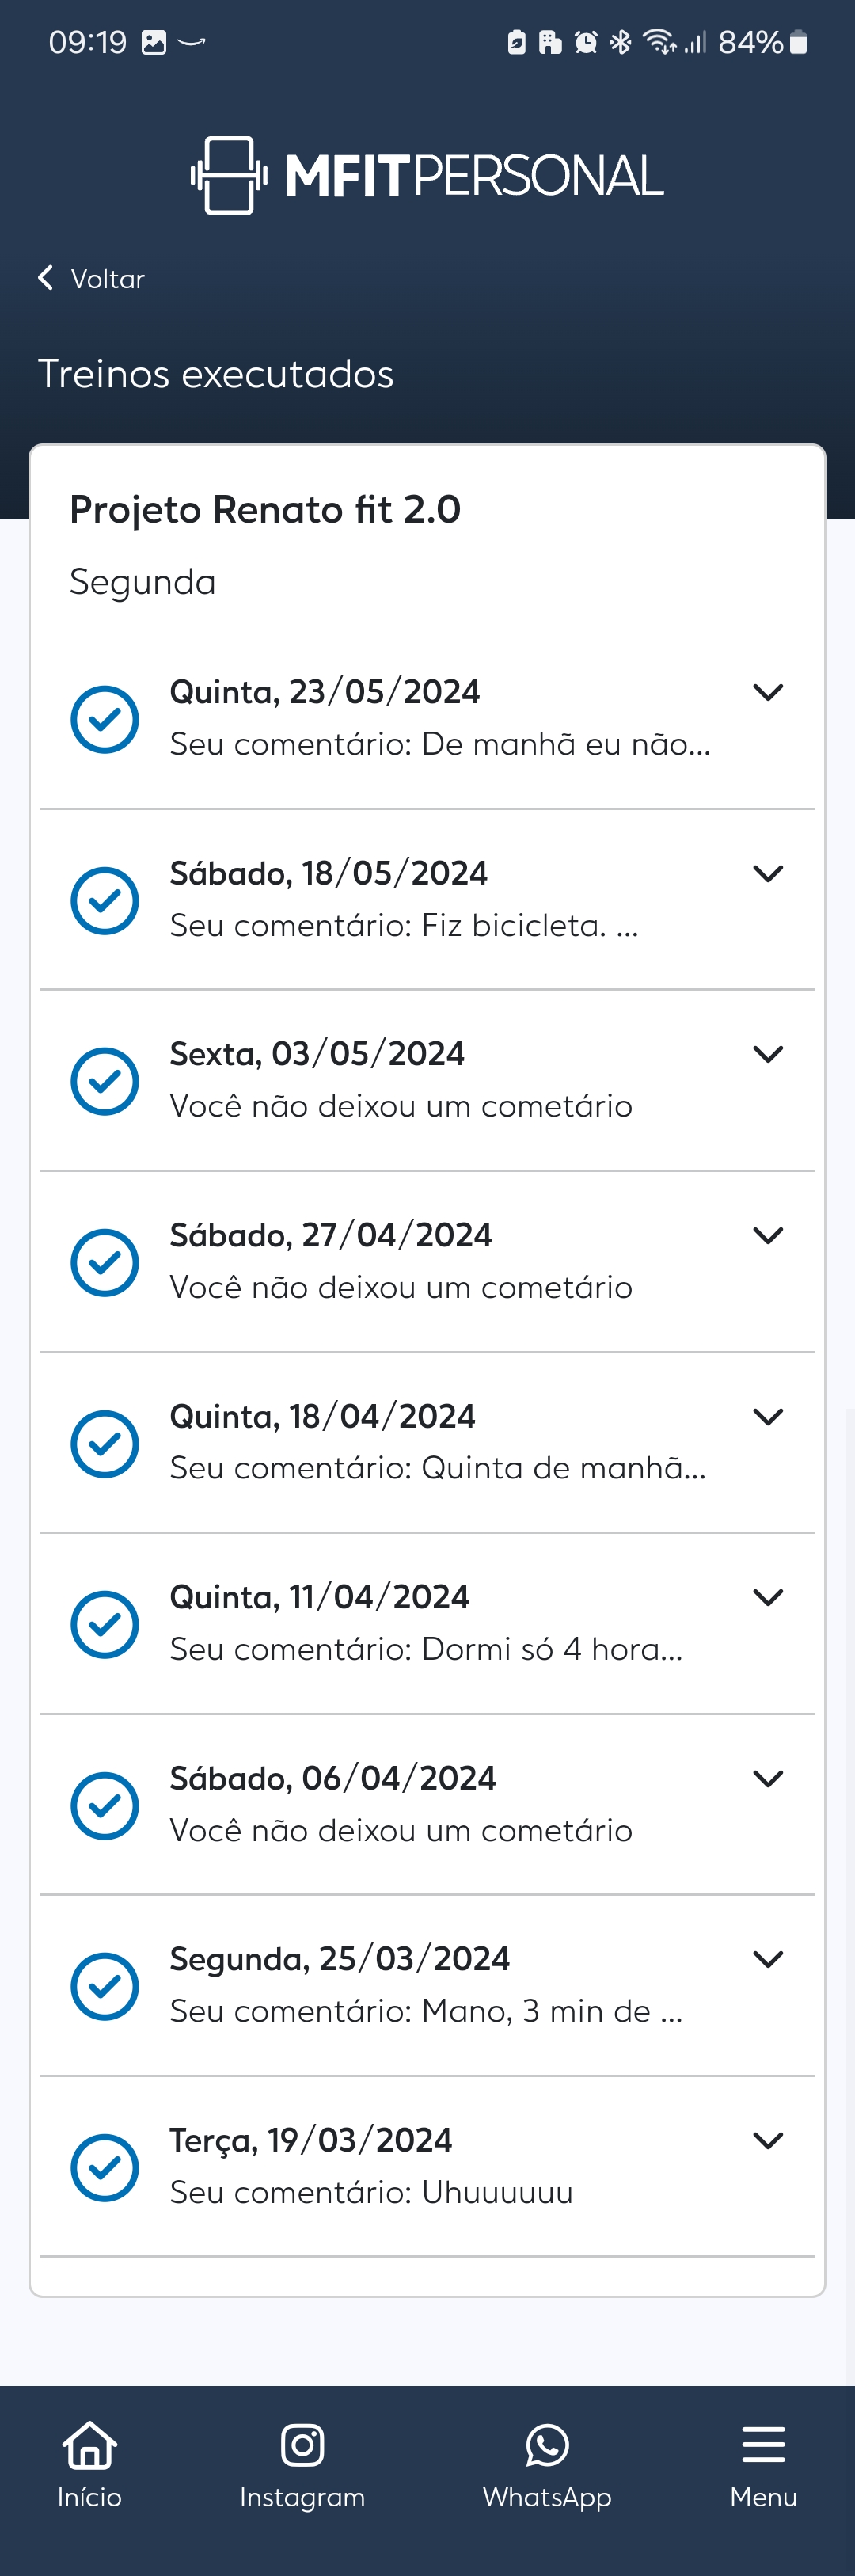 09:19
84%
MFITPERSONAL
Voltar
Treinos executados
Projeto Renato fit 2.0
Segunda
Quinta, 23/05/2024
Seu comentário: De manhã eu não...
Sábado, 18/05/2024
Seu comentário: Fiz bicicleta. ...
Sexta, 03/05/2024
Você não deixou um cometário
Sábado, 27/04/2024
Você não deixou um cometário
Quinta, 18/04/2024
Seu comentário: Quinta de manhã...
Quinta, 11/04/2024
Seu comentário: Dormi só 4 hora...
Sábado, 06/04/2024
Você não deixou um cometário
Segunda, 25/03/2024
Seu comentário: Mano, 3 min de ...
Terça, 19/03/2024
Seu comentário: Uhuuuuuu
Início
Instagram
WhatsApp
Menu